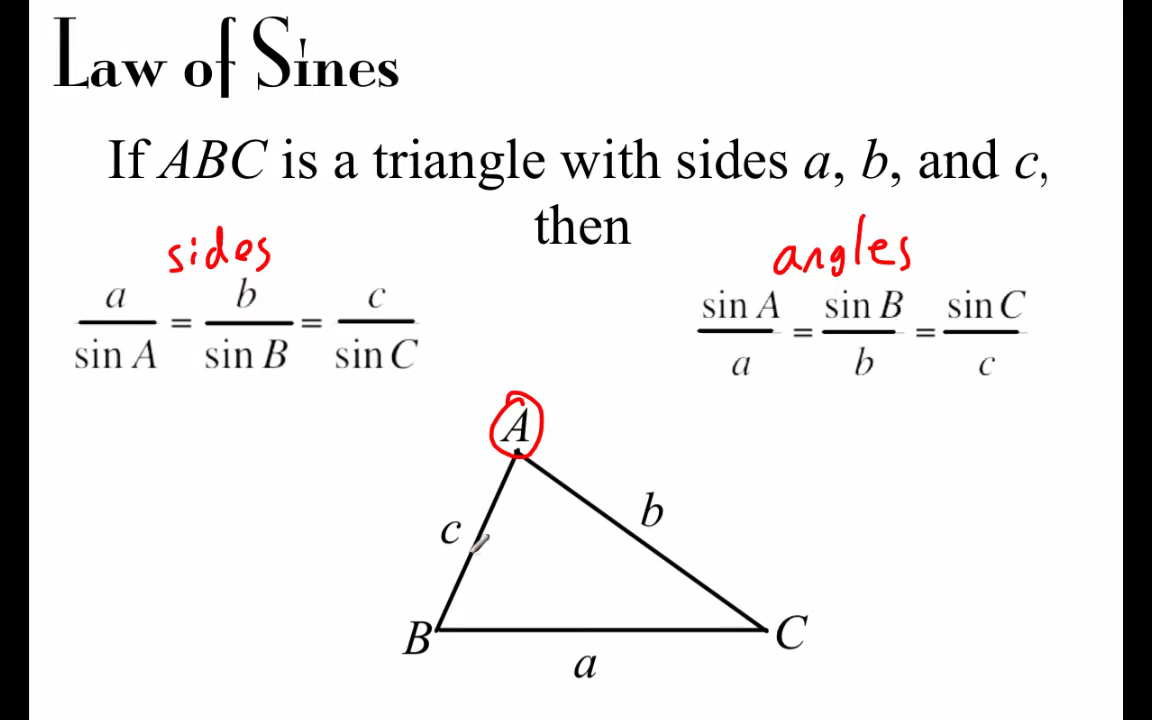 Law of Sines
If ABC is a triangle with sides a, b, and c,
then
sides
angles
a/sin A = b/sin B = c/sin C
sin A/a = sin B/b = sin C/c
A
c
b
B
C
a